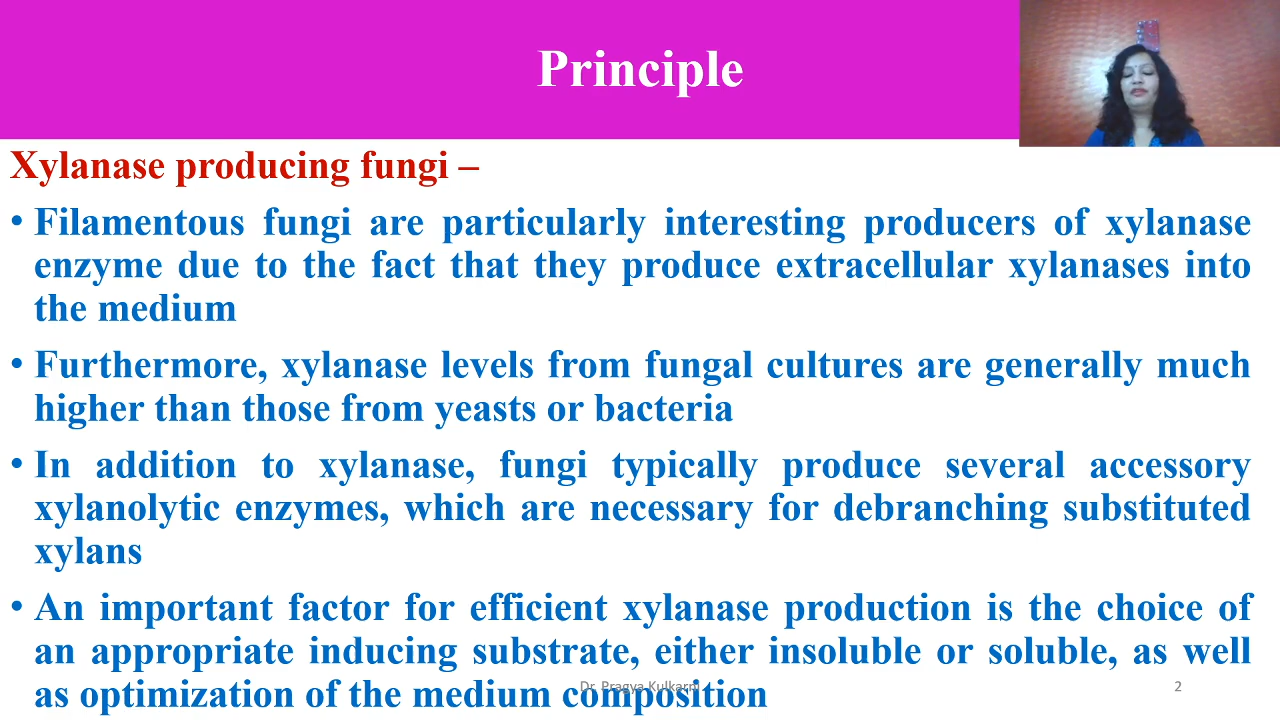 Principle
Xylanase producing fungi –
• Filamentous fungi are particularly interesting producers of xylanase
enzyme due to the fact that they produce extracellular xylanases into
the medium
• Furthermore, xylanase levels from fungal cultures are generally much
higher than those from yeasts or bacteria
• In addition to xylanase, fungi typically produce several accessory
xylanolytic enzymes, which are necessary for debranching substituted
xylans
• An important factor for efficient xylanase production is the choice of
an appropriate inducing substrate, either insoluble or soluble, as well
as optimization of the medium composition
Dr. Pragya Kulkarni
2